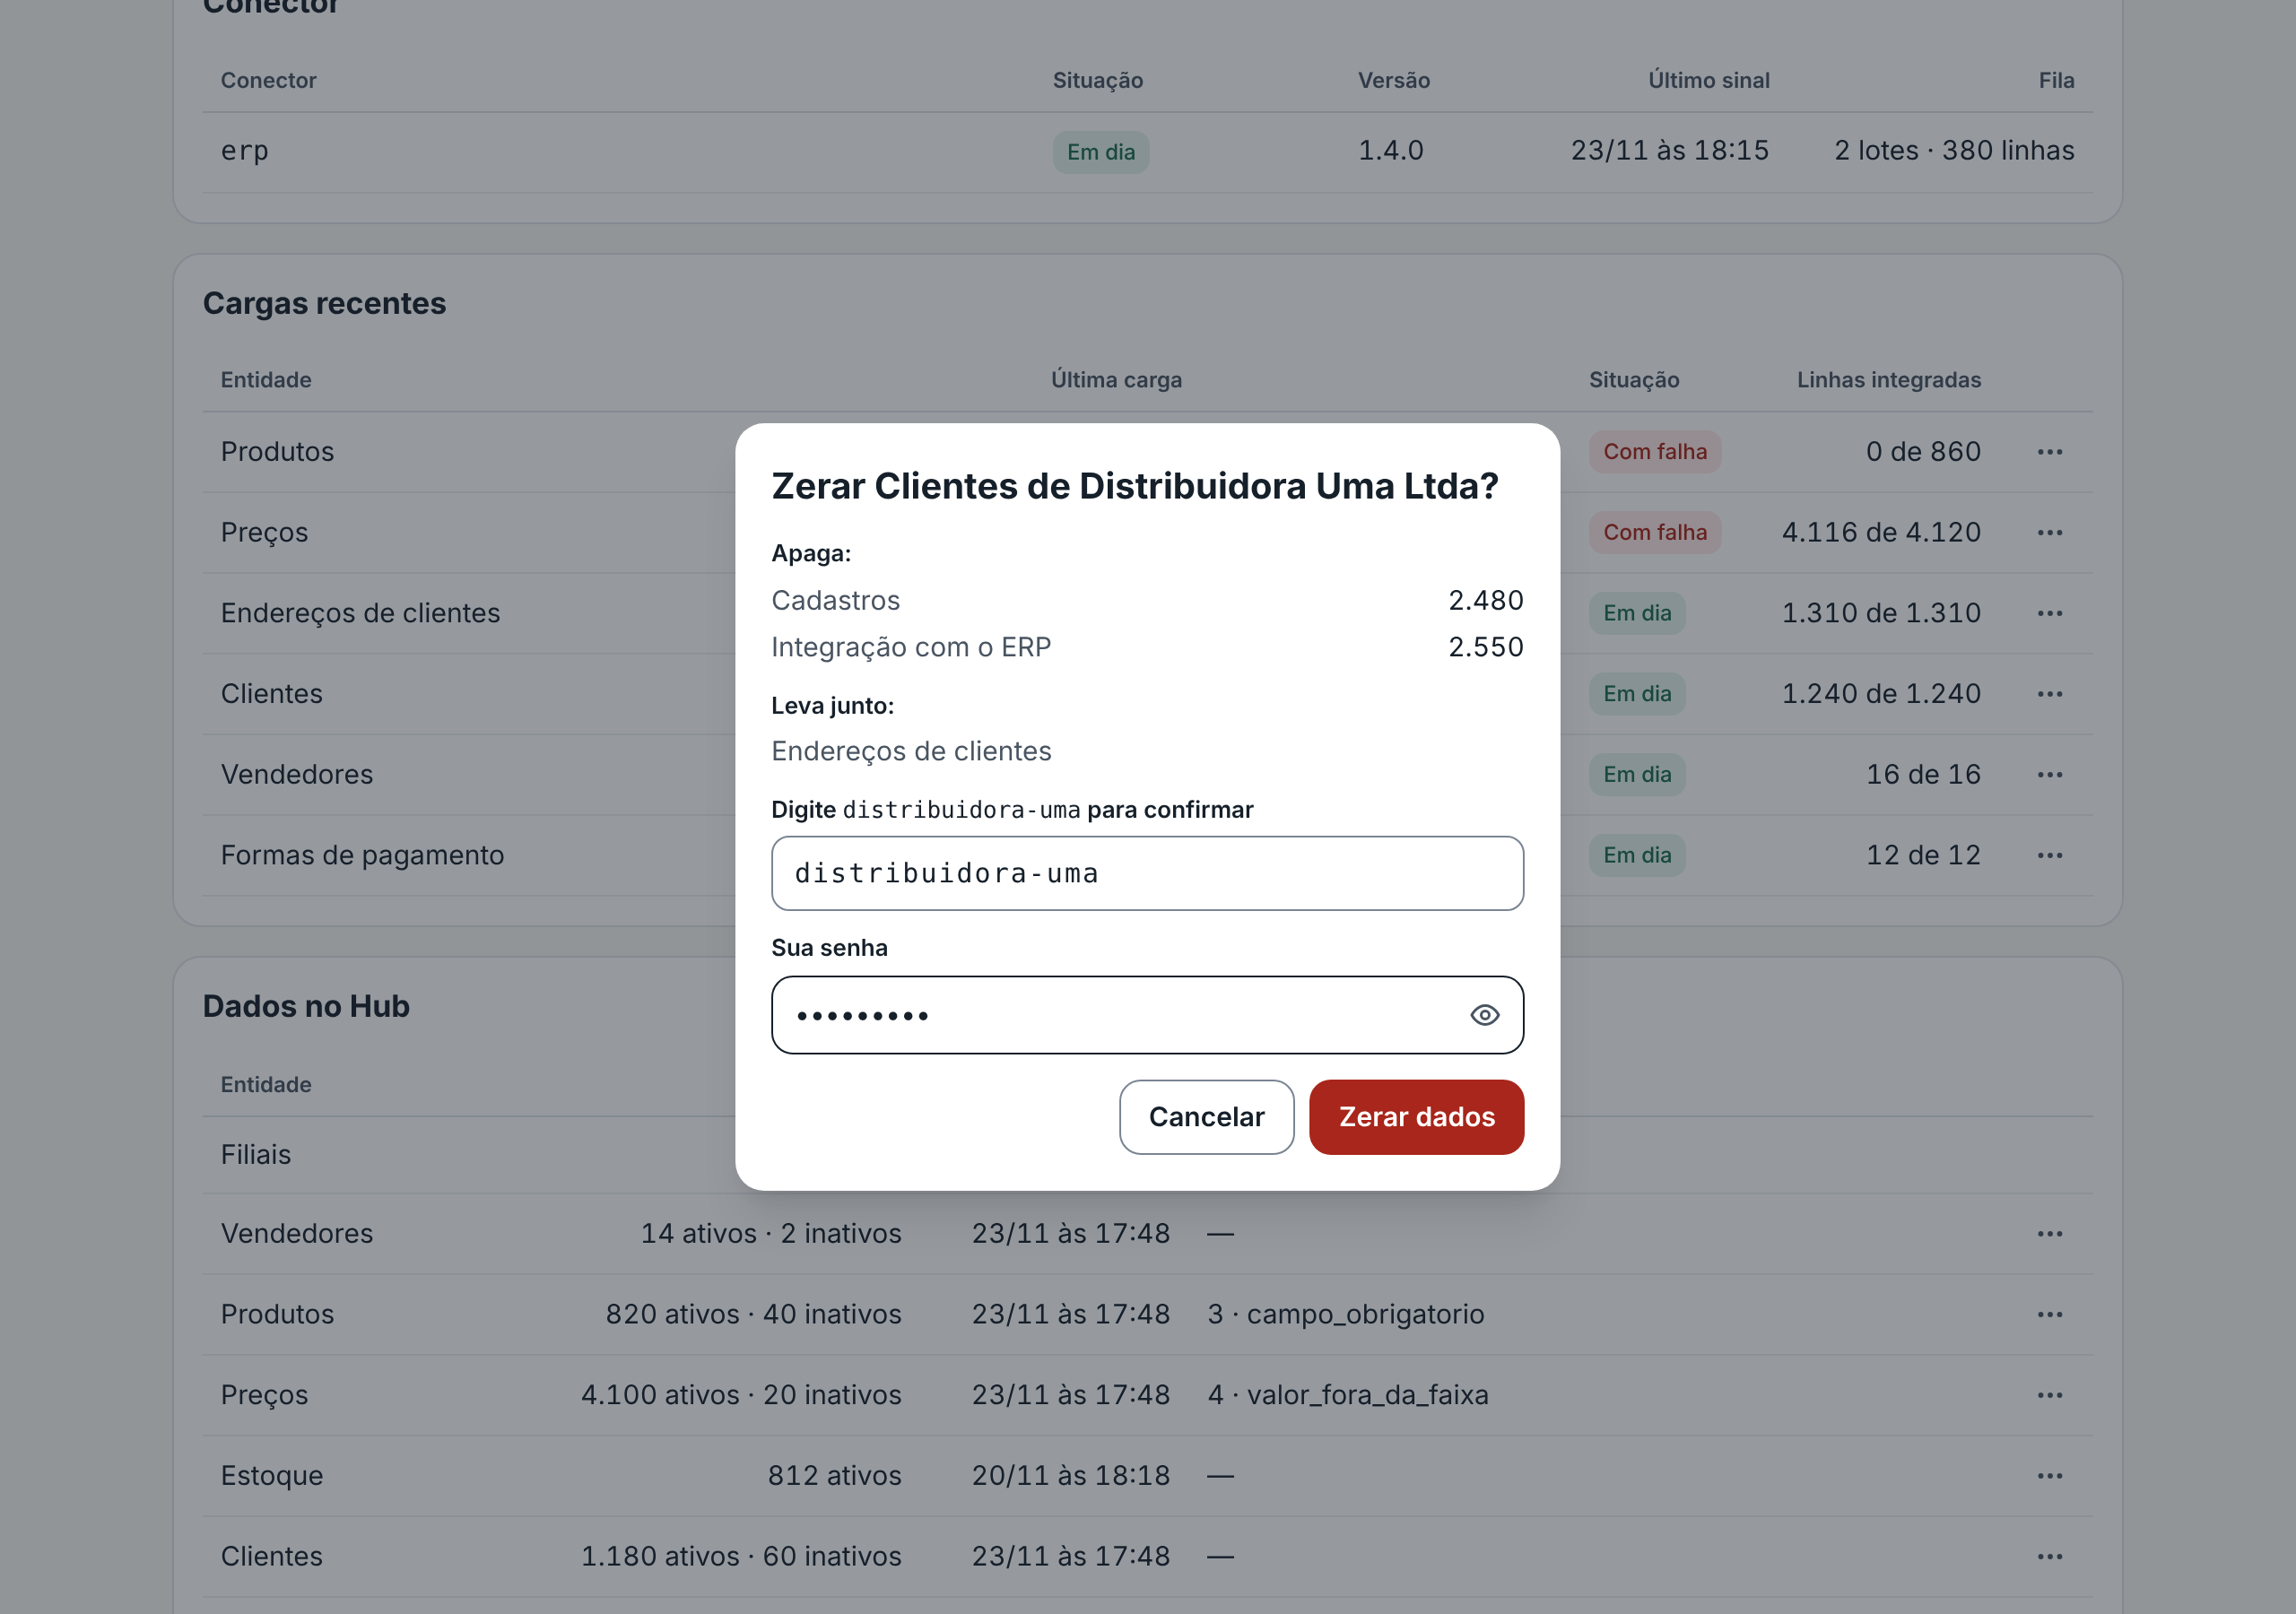 Conector
Conector Situação Versão Último sinal Fila
erp Em dia 1.4.0 23/11 às 18:15 2 lotes · 380 linhas
Cargas recentes
Entidade Última carga Situação Linhas integradas
Produtos Com falha 0 de 860
Preços Com falha 4.116 de 4.120
Endereços de clientes Em dia 1.310 de 1.310
Clientes Em dia 1.240 de 1.240
Vendedores Em dia 16 de 16
Formas de pagamento Em dia 12 de 12
Zerar Clientes de Distribuidora Uma Ltda?
Apaga:
Cadastros 2.480
Integração com o ERP 2.550
Leva junto:
Endereços de clientes
Digite distribuidora-uma para confirmar
distribuidora-uma
Sua senha
•••••••••
Cancelar Zerar dados
Dados no Hub
Entidade
Filiais
Vendedores 14 ativos · 2 inativos 23/11 às 17:48 —
Produtos 820 ativos · 40 inativos 23/11 às 17:48 3 · campo_obrigatorio
Preços 4.100 ativos · 20 inativos 23/11 às 17:48 4 · valor_fora_da_faixa
Estoque 812 ativos 20/11 às 18:18 —
Clientes 1.180 ativos · 60 inativos 23/11 às 17:48 —